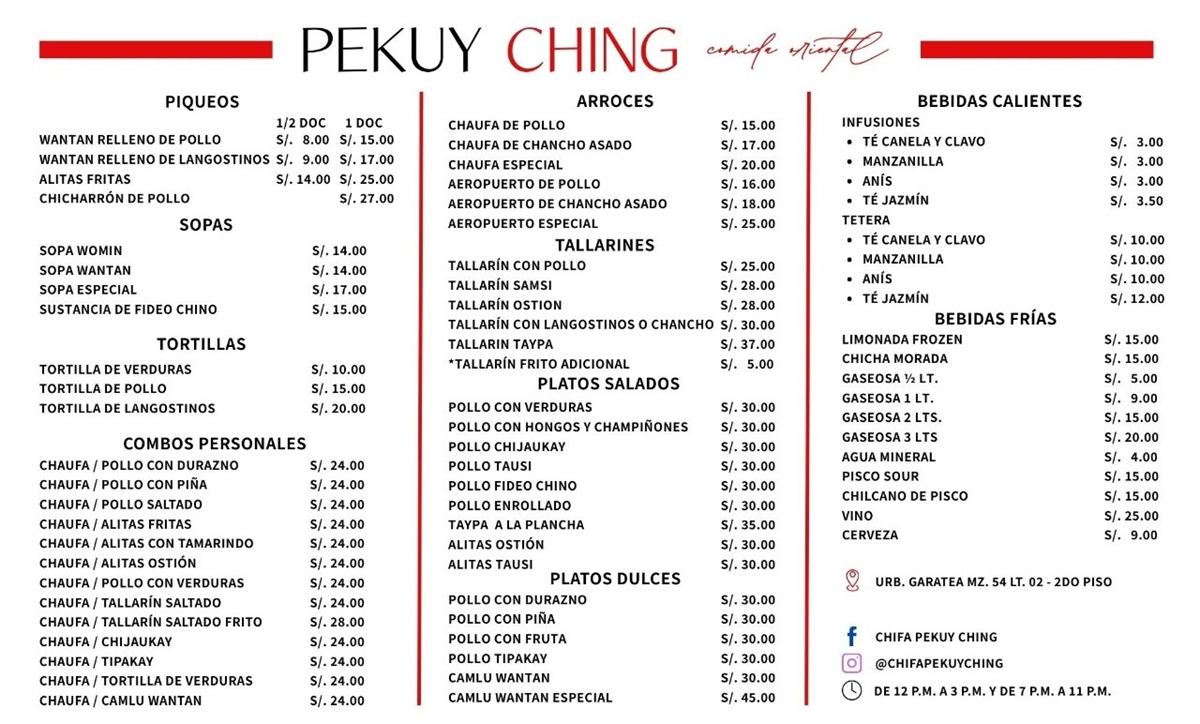 PEKUY CHING comida oriental
PIQUEOS
1/2 DOC 1 DOC
WANTAN RELLENO DE POLLO S/. 8.00 S/. 15.00
WANTAN RELLENO DE LANGOSTINOS S/. 9.00 S/. 17.00
ALITAS FRITAS S/. 14.00 S/. 25.00
CHICHARRÓN DE POLLO S/. 27.00
SOPAS
SOPA WOMIN S/. 14.00
SOPA WANTAN S/. 14.00
SOPA ESPECIAL S/. 17.00
SUSTANCIA DE FIDEO CHINO S/. 15.00
TORTILLAS
TORTILLA DE VERDURAS S/. 10.00
TORTILLA DE POLLO S/. 15.00
TORTILLA DE LANGOSTINOS S/. 20.00
COMBOS PERSONALES
CHAUFA / POLLO CON DURAZNO S/. 24.00
CHAUFA / POLLO CON PIÑA S/. 24.00
CHAUFA / POLLO SALTADO S/. 24.00
CHAUFA / ALITAS FRITAS S/. 24.00
CHAUFA / ALITAS CON TAMARINDO S/. 24.00
CHAUFA / ALITAS OSTIÓN S/. 24.00
CHAUFA / POLLO CON VERDURAS S/. 24.00
CHAUFA / TALLARÍN SALTADO S/. 24.00
CHAUFA / TALLARÍN SALTADO FRITO S/. 28.00
CHAUFA / CHIJAUKAY S/. 24.00
CHAUFA / TIPAKAY S/. 24.00
CHAUFA / TORTILLA DE VERDURAS S/. 24.00
CHAUFA / CAMLU WANTAN S/. 24.00
ARROCES
CHAUFA DE POLLO S/. 15.00
CHAUFA DE CHANCHO ASADO S/. 17.00
CHAUFA ESPECIAL S/. 20.00
AEROPUERTO DE POLLO S/. 16.00
AEROPUERTO DE CHANCHO ASADO S/. 18.00
AEROPUERTO ESPECIAL S/. 25.00
TALLARINES
TALLARÍN CON POLLO S/. 25.00
TALLARÍN SAMSI S/. 28.00
TALLARÍN OSTION S/. 28.00
TALLARÍN CON LANGOSTINOS O CHANCHO S/. 30.00
TALLARIN TAYPA S/. 37.00
*TALLARÍN FRITO ADICIONAL S/. 5.00
PLATOS SALADOS
POLLO CON VERDURAS S/. 30.00
POLLO CON HONGOS Y CHAMPIÑONES S/. 30.00
POLLO CHIJAUKAY S/. 30.00
POLLO TAUSI S/. 30.00
POLLO FIDEO CHINO S/. 30.00
POLLO ENROLLADO S/. 30.00
TAYPA A LA PLANCHA S/. 35.00
ALITAS OSTIÓN S/. 30.00
ALITAS TAUSI S/. 30.00
PLATOS DULCES
POLLO CON DURAZNO S/. 30.00
POLLO CON PIÑA S/. 30.00
POLLO CON FRUTA S/. 30.00
POLLO TIPAKAY S/. 30.00
CAMLU WANTAN S/. 30.00
CAMLU WANTAN ESPECIAL S/. 45.00
BEBIDAS CALIENTES
INFUSIONES
• TÉ CANELA Y CLAVO S/. 3.00
• MANZANILLA S/. 3.00
• ANÍS S/. 3.00
• TÉ JAZMÍN S/. 3.50
TETERA
• TÉ CANELA Y CLAVO S/. 10.00
• MANZANILLA S/. 10.00
• ANÍS S/. 10.00
• TÉ JAZMÍN S/. 12.00
BEBIDAS FRÍAS
LIMONADA FROZEN S/. 15.00
CHICHA MORADA S/. 15.00
GASEOSA ½ LT. S/. 5.00
GASEOSA 1 LT. S/. 9.00
GASEOSA 2 LTS. S/. 15.00
GASEOSA 3 LTS S/. 20.00
AGUA MINERAL S/. 4.00
PISCO SOUR S/. 15.00
CHILCANO DE PISCO S/. 15.00
VINO S/. 25.00
CERVEZA S/. 9.00
URB. GARATEA MZ. 54 LT. 02 - 2DO PISO
CHIFA PEKUY CHING
@CHIFAPEKUYCHING
DE 12 P.M. A 3 P.M. Y DE 7 P.M. A 11 P.M.